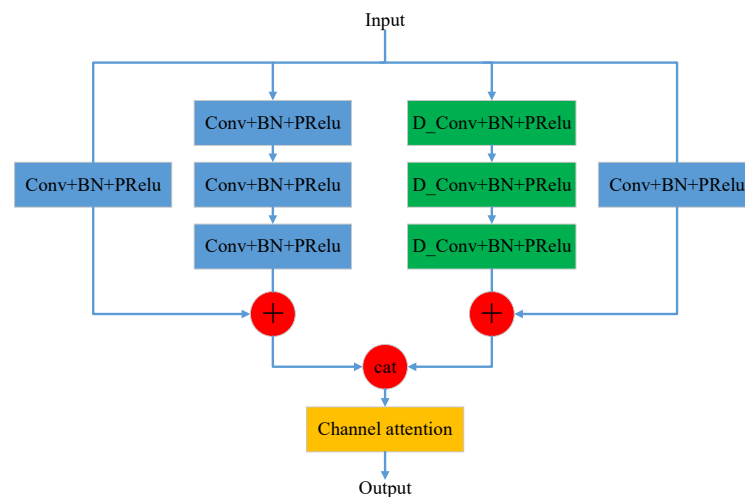 Input
Conv+BN+PRelu
D_Conv+BN+PRelu
Conv+BN+PRelu
Conv+BN+PRelu
D_Conv+BN+PRelu
Conv+BN+PRelu
Conv+BN+PRelu
D_Conv+BN+PRelu
+
+
cat
Channel attention
Output